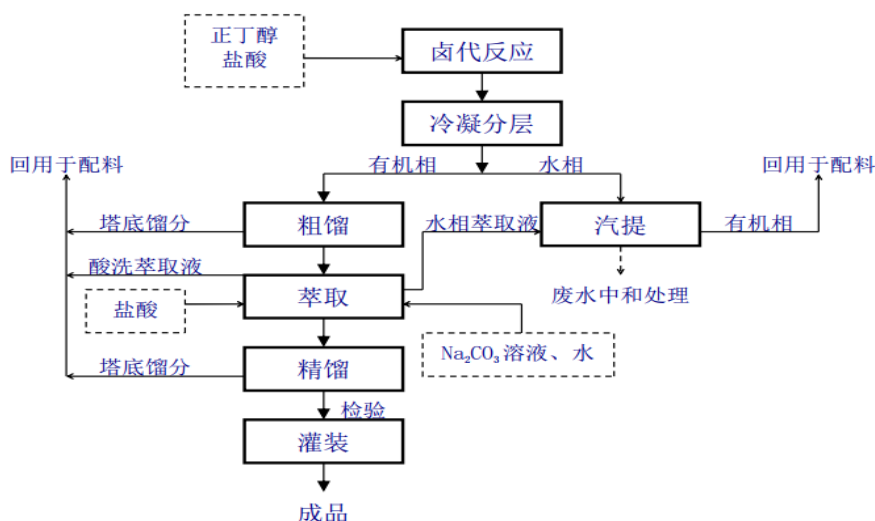 正丁醇
盐酸
卤代反应
冷凝分层
回用于配料
有机相
水相
回用于配料
塔底馏分
粗馏
水相萃取液
汽提
有机相
酸洗萃取液
萃取
废水中和处理
盐酸
Na₂CO₃溶液、水
塔底馏分
精馏
检验
灌装
成品